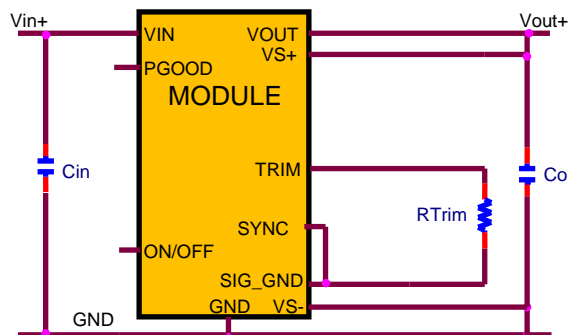 Vin+
Vout+
VIN
VOUT
VS+
PGOOD
MODULE
Cin
TRIM
Co
RTrim
SYNC
ON/OFF
SIG_GND
GND
GND
VS-